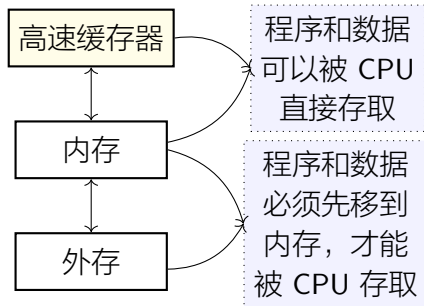 高速缓存器
内存
外存
程序和数据
可以被 CPU
直接存取
程序和数据
必须先移到
内存，才能
被 CPU 存取